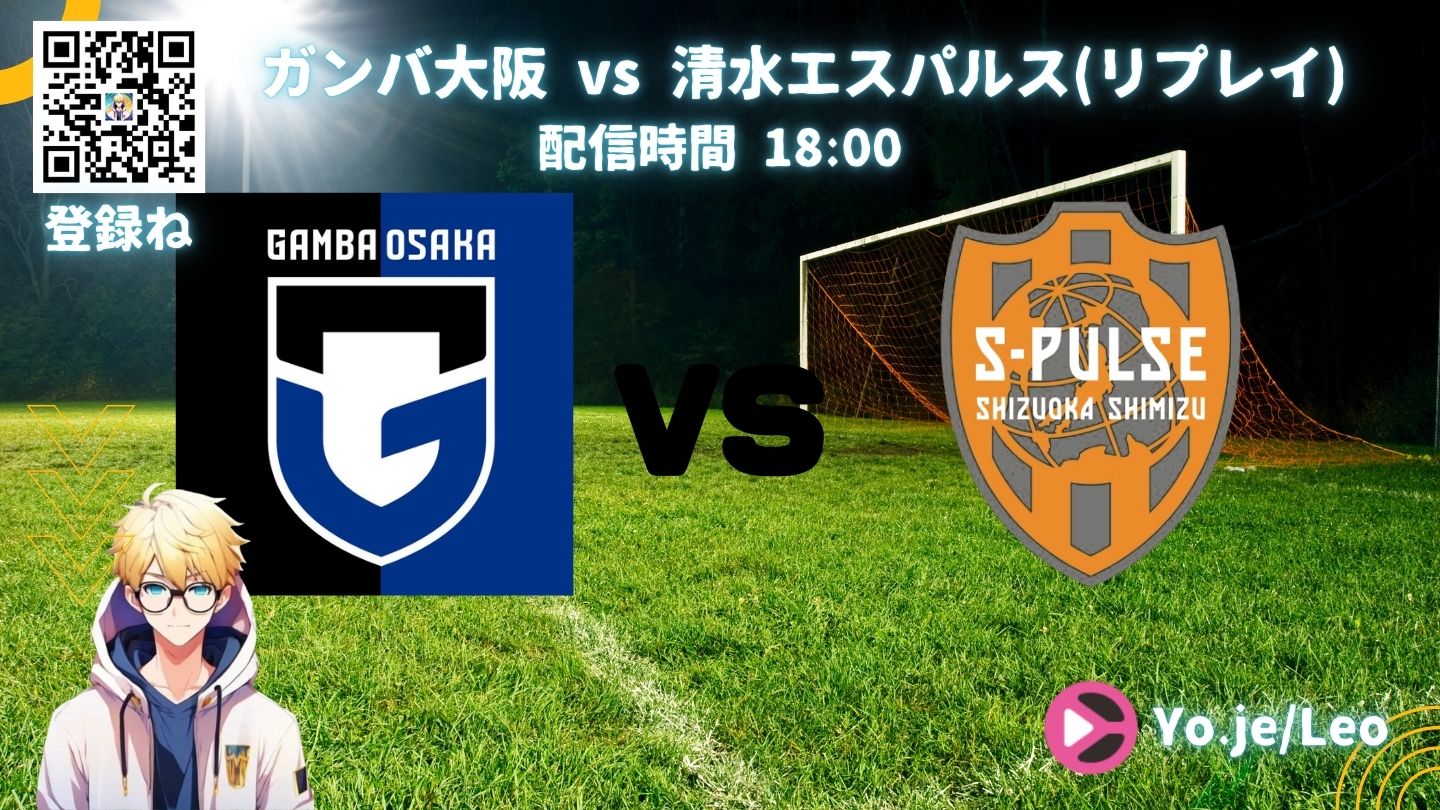 ガンバ大阪 vs 清水エスパルス(リプレイ)
配信時間 18:00
登録ね
GAMBA OSAKA
VS
S-PULSE
SHIZUOKA SHIMIZU
Yo.je/Leo